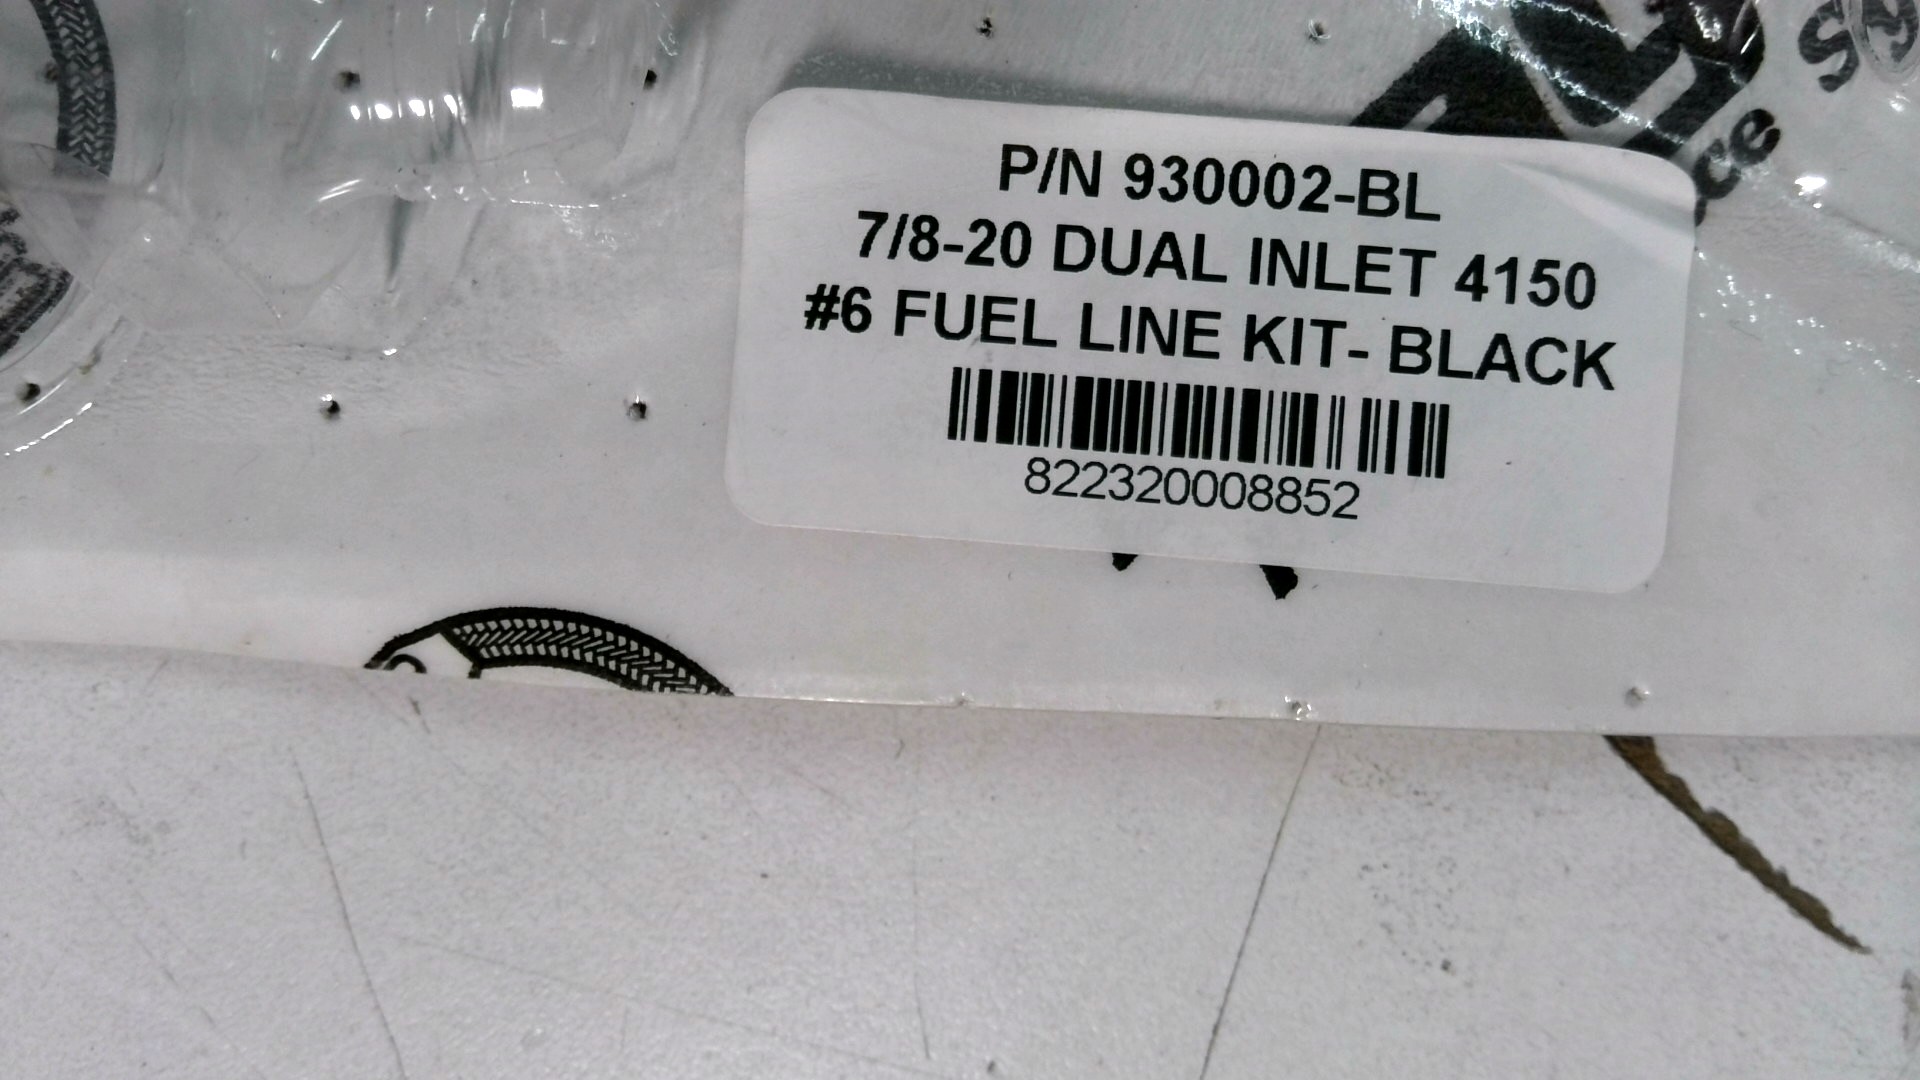 P/N 930002-BL
7/8-20 DUAL INLET 4150
#6 FUEL LINE KIT- BLACK
822320008852